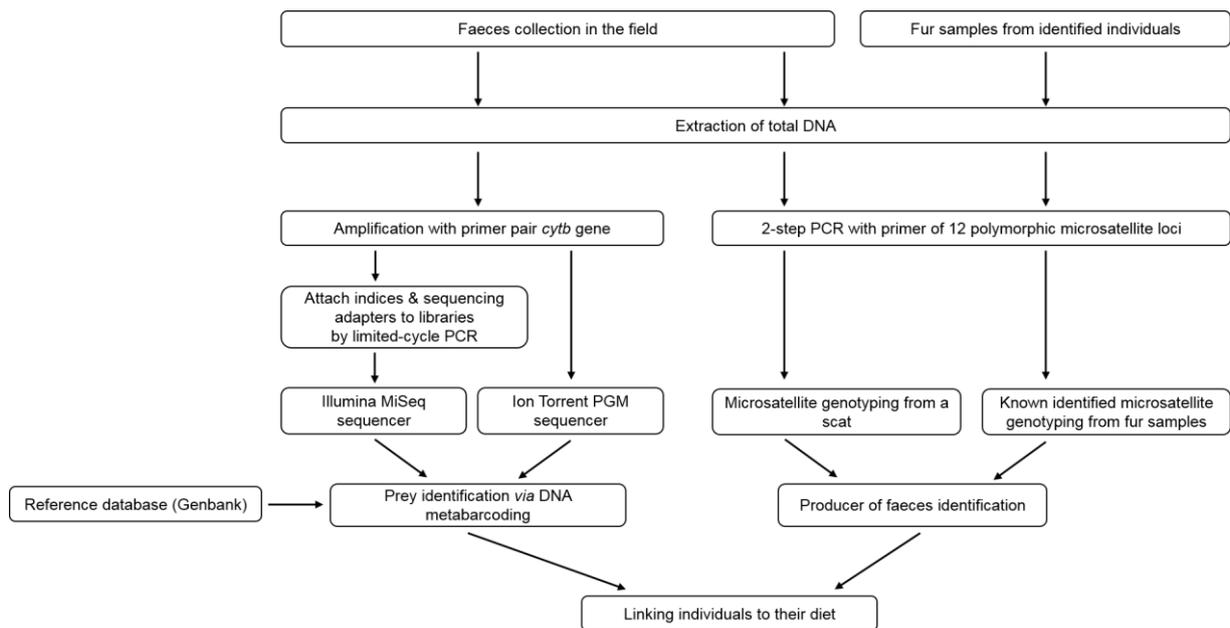 Faeces collection in the field
Fur samples from identified individuals
Extraction of total DNA
Amplification with primer pair cytb gene
2-step PCR with primer of 12 polymorphic microsatellite loci
Attach indices & sequencing
adapters to libraries
by limited-cycle PCR
Illumina MiSeq
sequencer
Ion Torrent PGM
sequencer
Microsatellite genotyping from a
scat
Known identified microsatellite
genotyping from fur samples
Reference database (Genbank)
Prey identification via DNA
metabarcoding
Producer of faeces identification
Linking individuals to their diet